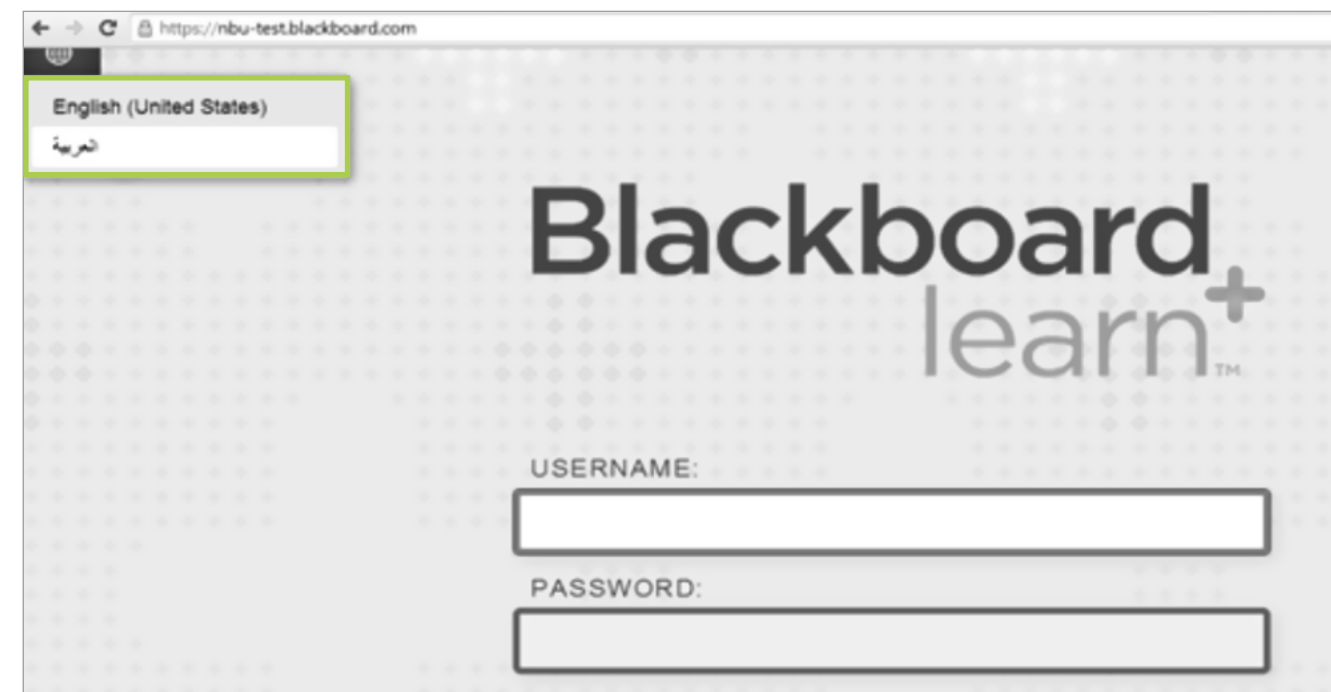 https://nbu-test.blackboard.com
English (United States)
العربية
Blackboard
learn+™
USERNAME:
PASSWORD: